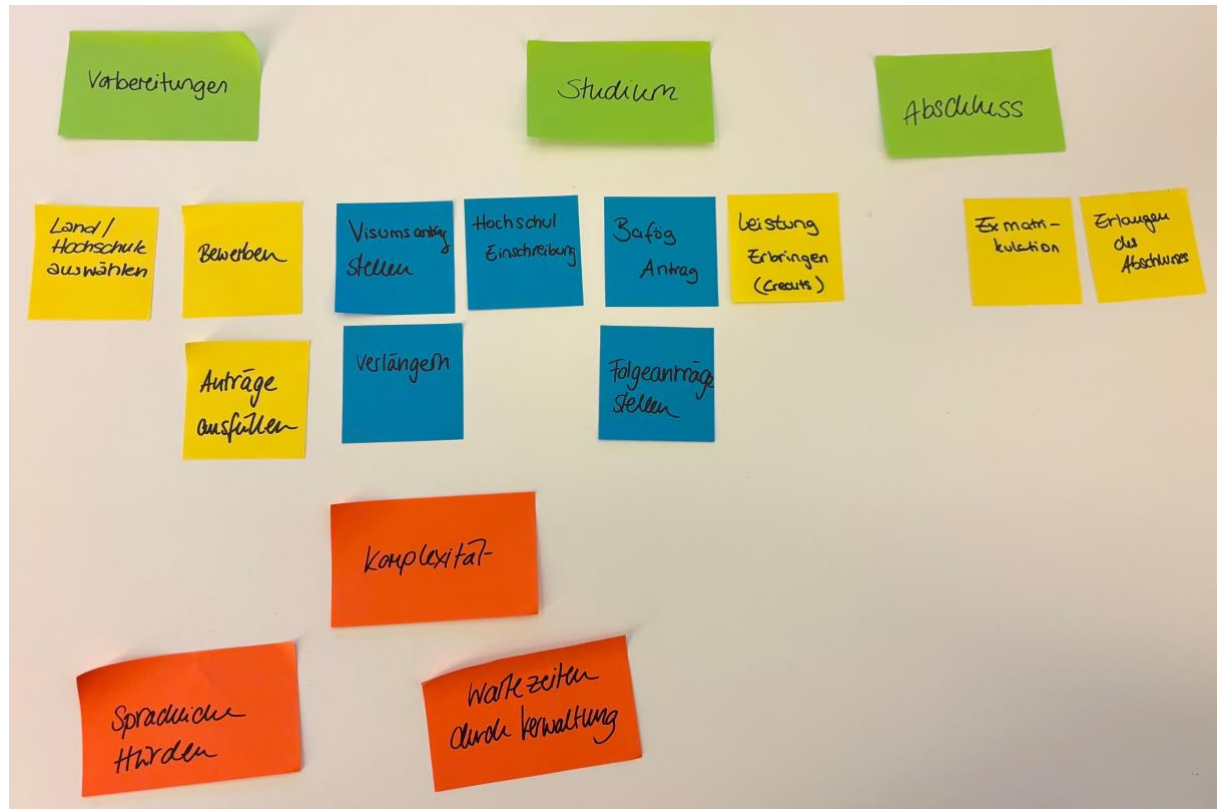 Vorbereitungen
Studium
Abschluss
Land/
Hochschule
auswählen
Bewerben
Visumsantrag
stellen
Hochschul
Einschreibung
Bafög
Antrag
Leistung
Erbringen
(Credits)
Exmatri-
kulation
Erlangen
des
Abschlusses
Anträge
ausfüllen
verlängern
Folgeanträge
stellen
Komplexität
Sprachliche
Hürden
Wartezeiten
durch Verwaltung